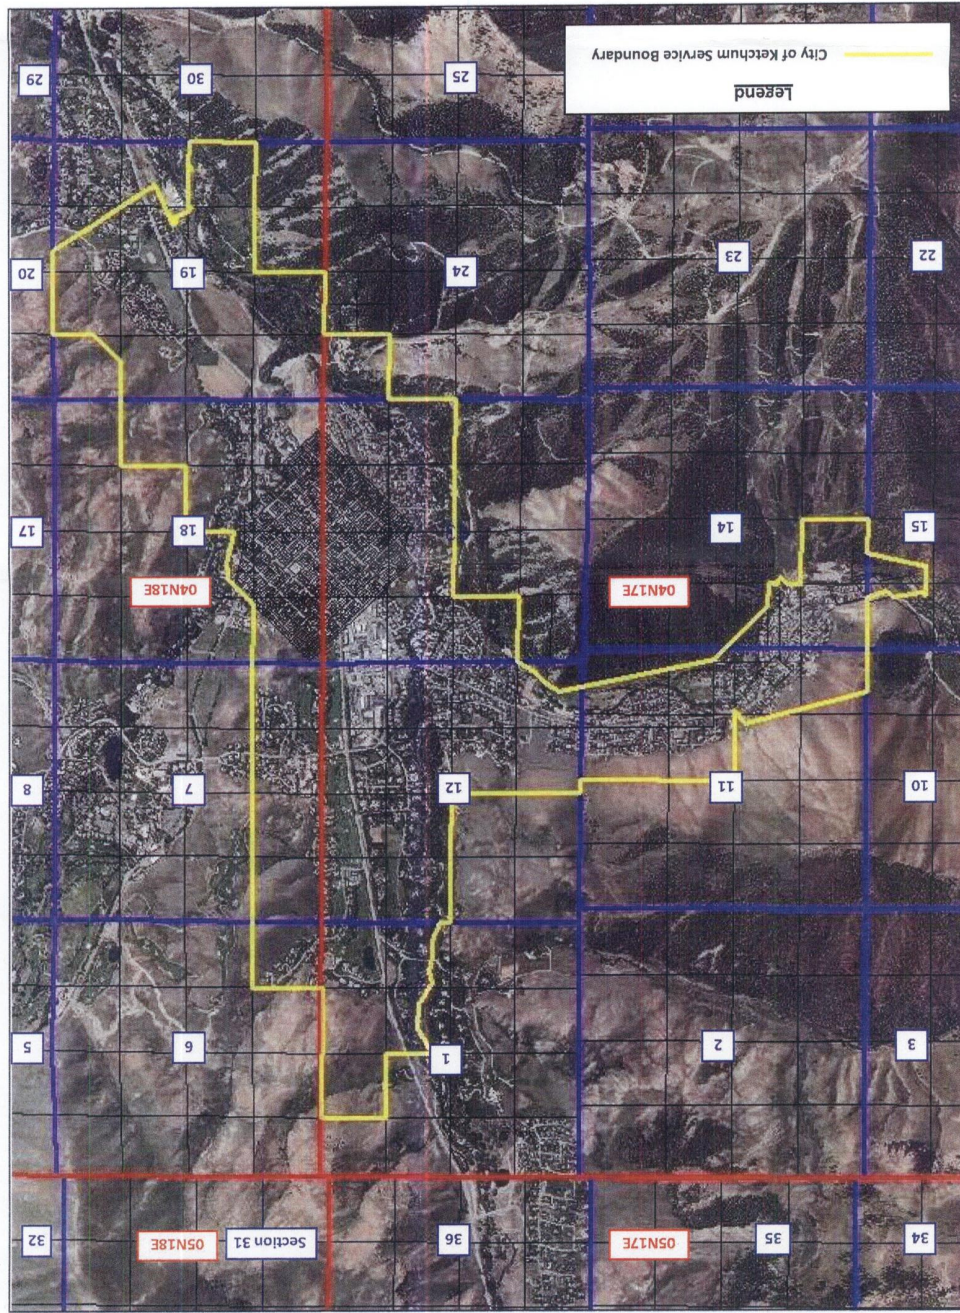 34 35 05N17E 36 Section 31 05N18E 32
3 2 1 6 5
10 11 12 7 8
04N17E 04N18E
15 14 18 17
22 23 24 19 20
Legend
25 30 29
City of Ketchum Service Boundary